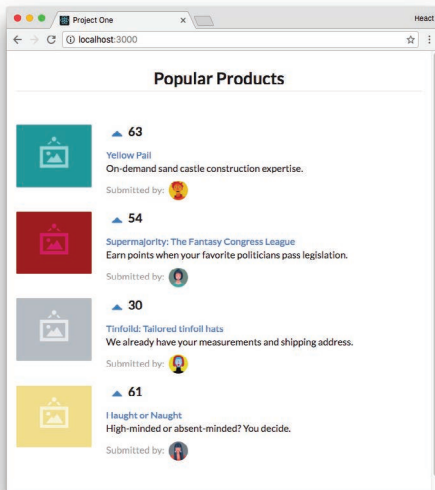 Project One
Heact
localhost:3000
Popular Products
63
Yellow Pail
On-demand sand castle construction expertise.
Submitted by:
54
Supermajority: The Fantasy Congress League
Earn points when your favorite politicians pass legislation.
Submitted by:
30
Tinfoild: Tailored tinfoil hats
We already have your measurements and shipping address.
Submitted by:
61
Haught or Naught
High-minded or absent-minded? You decide.
Submitted by: